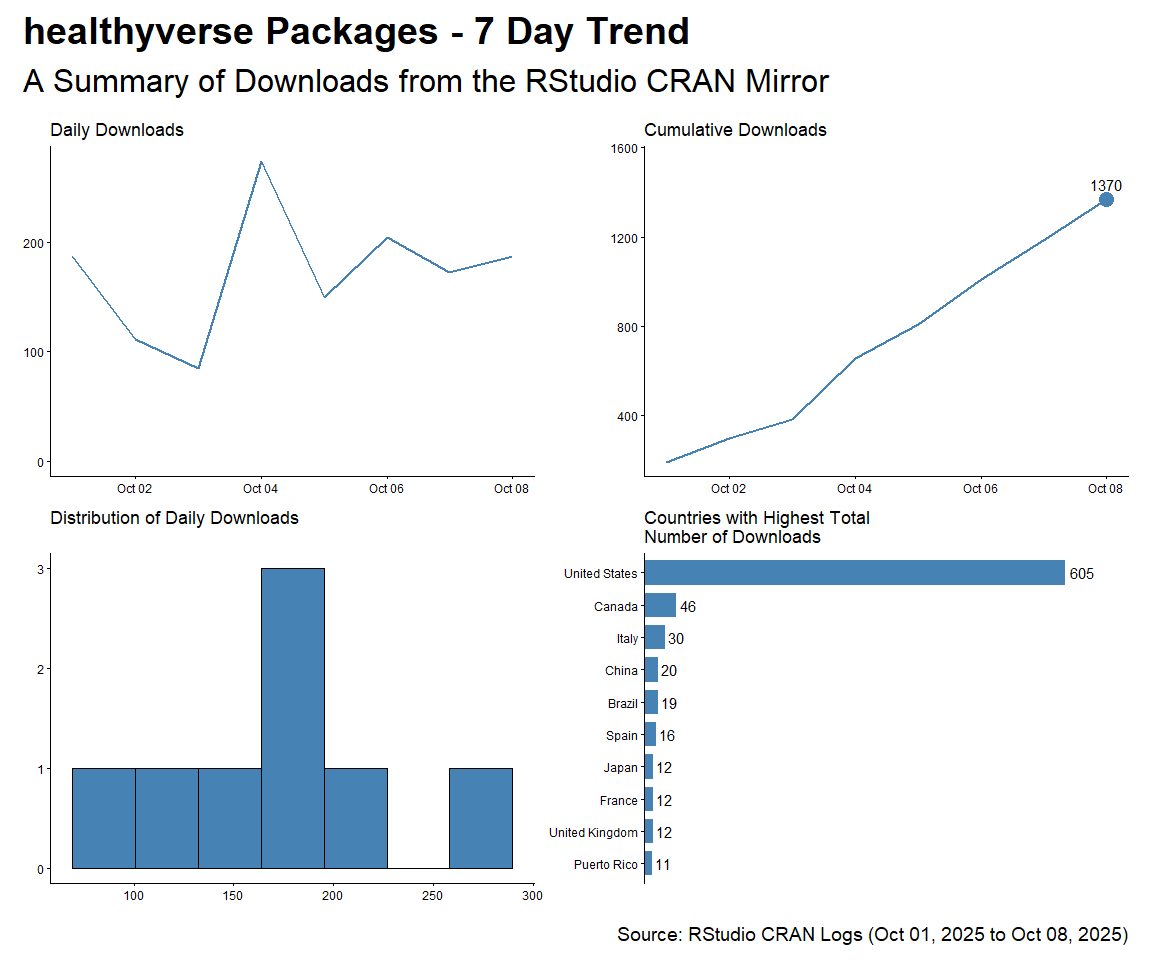 healthyverse Packages - 7 Day Trend
A Summary of Downloads from the RStudio CRAN Mirror
Daily Downloads
200
100
0
Oct 02
Oct 04
Oct 06
Oct 08
Cumulative Downloads
1600
1200
800
400
1370
Oct 02
Oct 04
Oct 06
Oct 08
Distribution of Daily Downloads
3
2
1
0
100
150
200
250
300
Countries with Highest Total
Number of Downloads
United States 605
Canada 46
Italy 30
China 20
Brazil 19
Spain 16
Japan 12
France 12
United Kingdom 12
Puerto Rico 11
Source: RStudio CRAN Logs (Oct 01, 2025 to Oct 08, 2025)